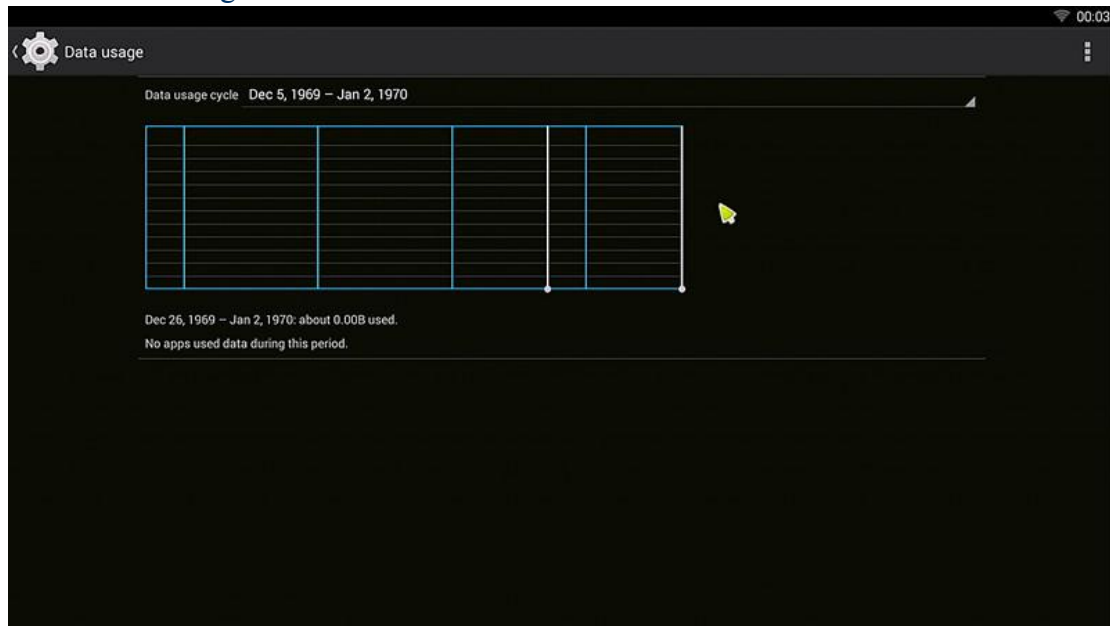 00:03
Data usage
Data usage cycle Dec 5, 1969 – Jan 2, 1970
Dec 26, 1969 – Jan 2, 1970: about 0.00B used.
No apps used data during this period.